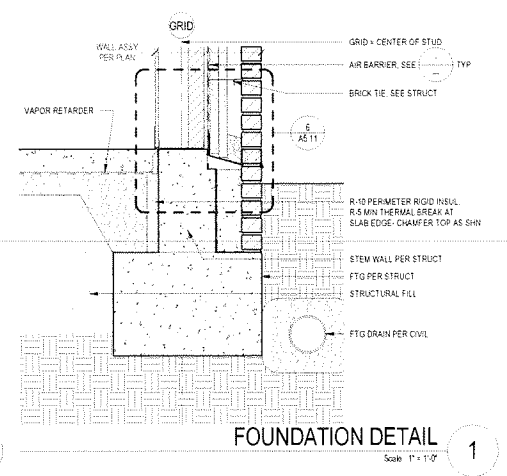 GRID
WALL ASSY
PER PLAN
GRID = CENTER OF STUD
AIR BARRIER, SEE
TYP
BRICK TIE, SEE STRUCT
VAPOR RETARDER
6
A5.11
R-10 PERIMETER RIGID INSUL.
R-5 MIN THERMAL BREAK AT
SLAB EDGE- CHAMFER TOP AS SHN
STEM WALL PER STRUCT
FTG PER STRUCT
STRUCTURAL FILL
FTG DRAIN PER CIVIL
FOUNDATION DETAIL
1
Scale 1" = 1'-0"